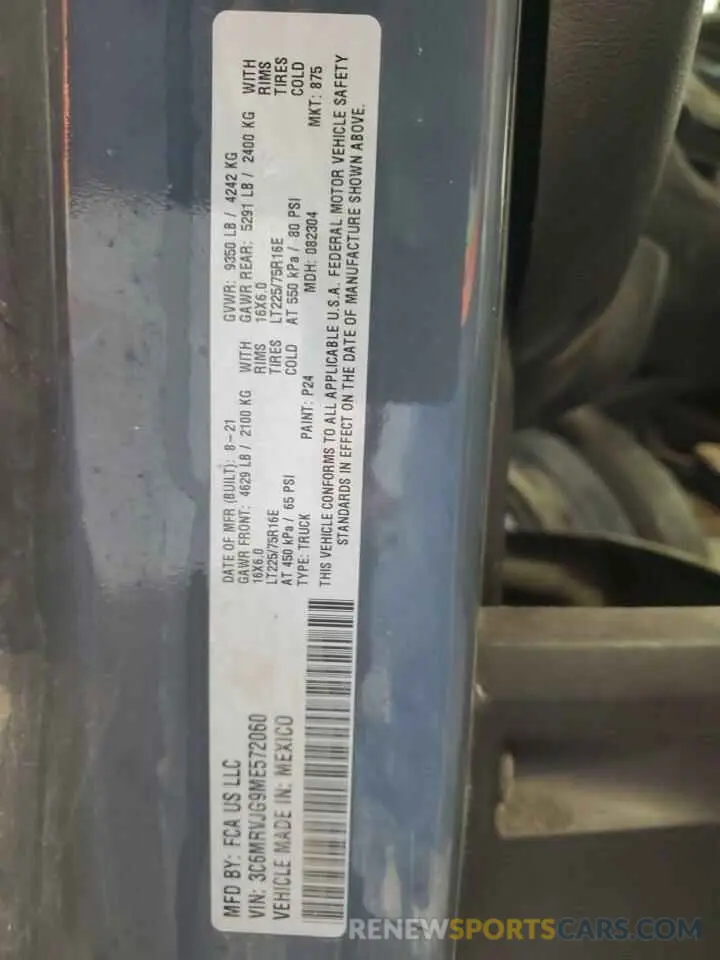 MFD BY: FCA US LLC
VIN: 3C6MRVJG9ME572060
VEHICLE MADE IN: MEXICO
DATE OF MFR (BUILT): 8-21
GAWR FRONT: 4629 LB / 2100 KG WITH
16X6.0 RIMS
LT225/75R16E TIRES
AT 450 kPa / 65 PSI COLD
TYPE: TRUCK PAINT: P24
GVWR: 9350 LB / 4242 KG
GAWR REAR: 5291 LB / 2400 KG WITH
16X6.0 RIMS
LT225/75R16E TIRES
AT 550 kPa / 80 PSI COLD
MDH: 082304 MKT: 875
THIS VEHICLE CONFORMS TO ALL APPLICABLE U.S.A. FEDERAL MOTOR VEHICLE SAFETY
STANDARDS IN EFFECT ON THE DATE OF MANUFACTURE SHOWN ABOVE.
RENEWSPORTSCARS.COM